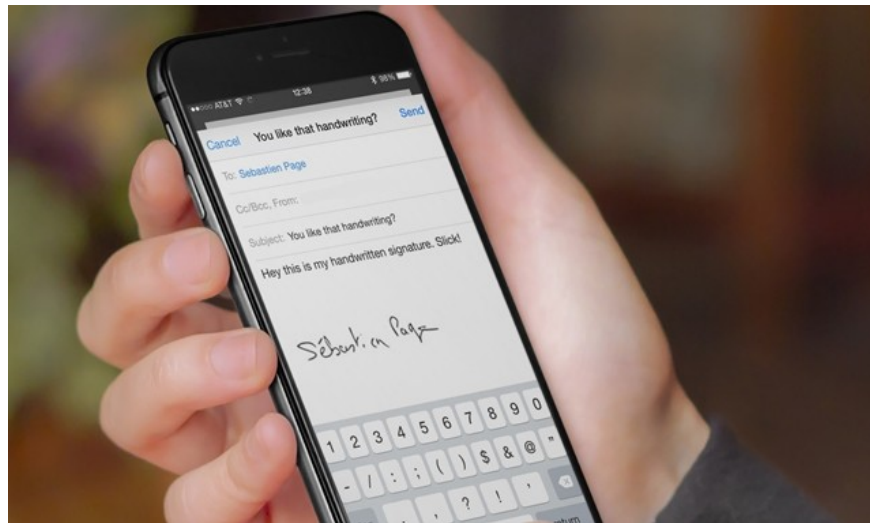 AT&T 12:38 98%
Cancel You like that handwriting? Send
To: Sebastien Page
Cc/Bcc, From:
Subject: You like that handwriting?
Hey this is my handwritten signature. Slick!
Sébastien Page
1 2 3 4 5 6 7 8 9 0
- / : ; ( ) $ & @ "
. , ? ! '
return